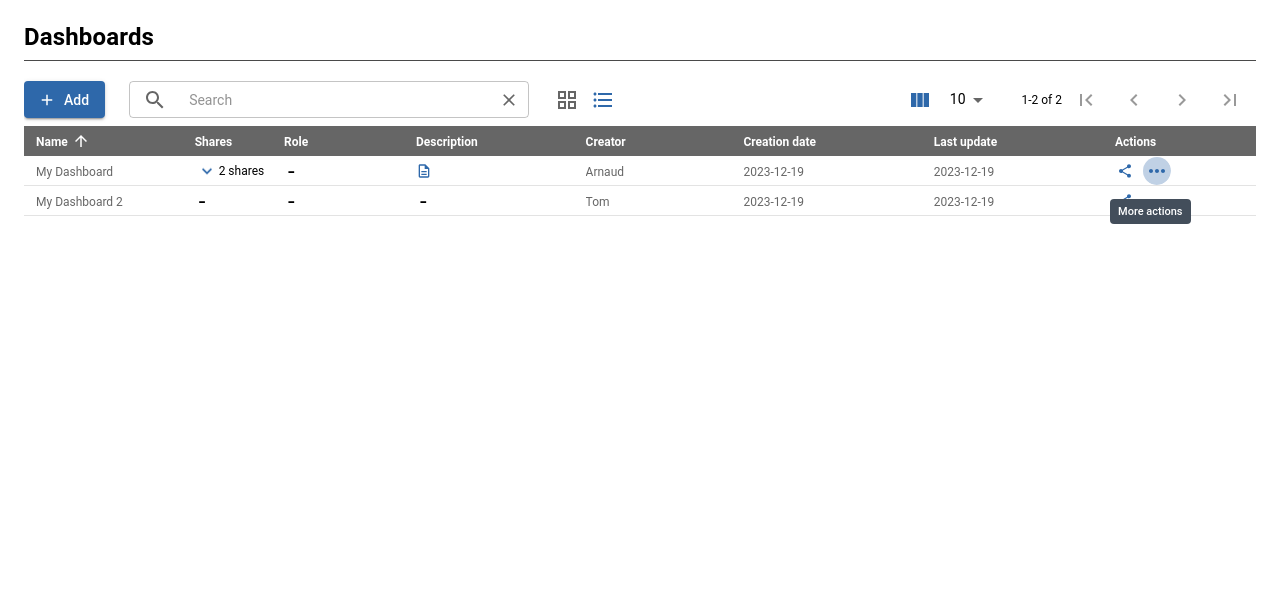 Dashboards
Add
Search
10
1-2 of 2
Name Shares Role Description Creator Creation date Last update Actions
My Dashboard 2 shares – Arnaud 2023-12-19 2023-12-19
My Dashboard 2 – – – Tom 2023-12-19 2023-12-19
More actions